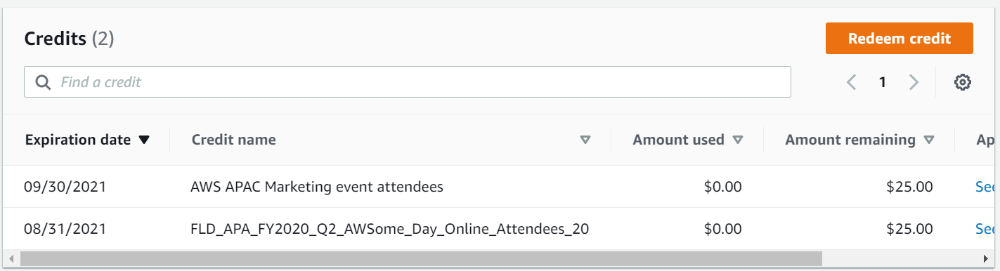 Credits (2)
Redeem credit
Find a credit
1
Expiration date Credit name Amount used Amount remaining Ap
09/30/2021 AWS APAC Marketing event attendees $0.00 $25.00 See
08/31/2021 FLD_APA_FY2020_Q2_AWSome_Day_Online_Attendees_20 $0.00 $25.00 See